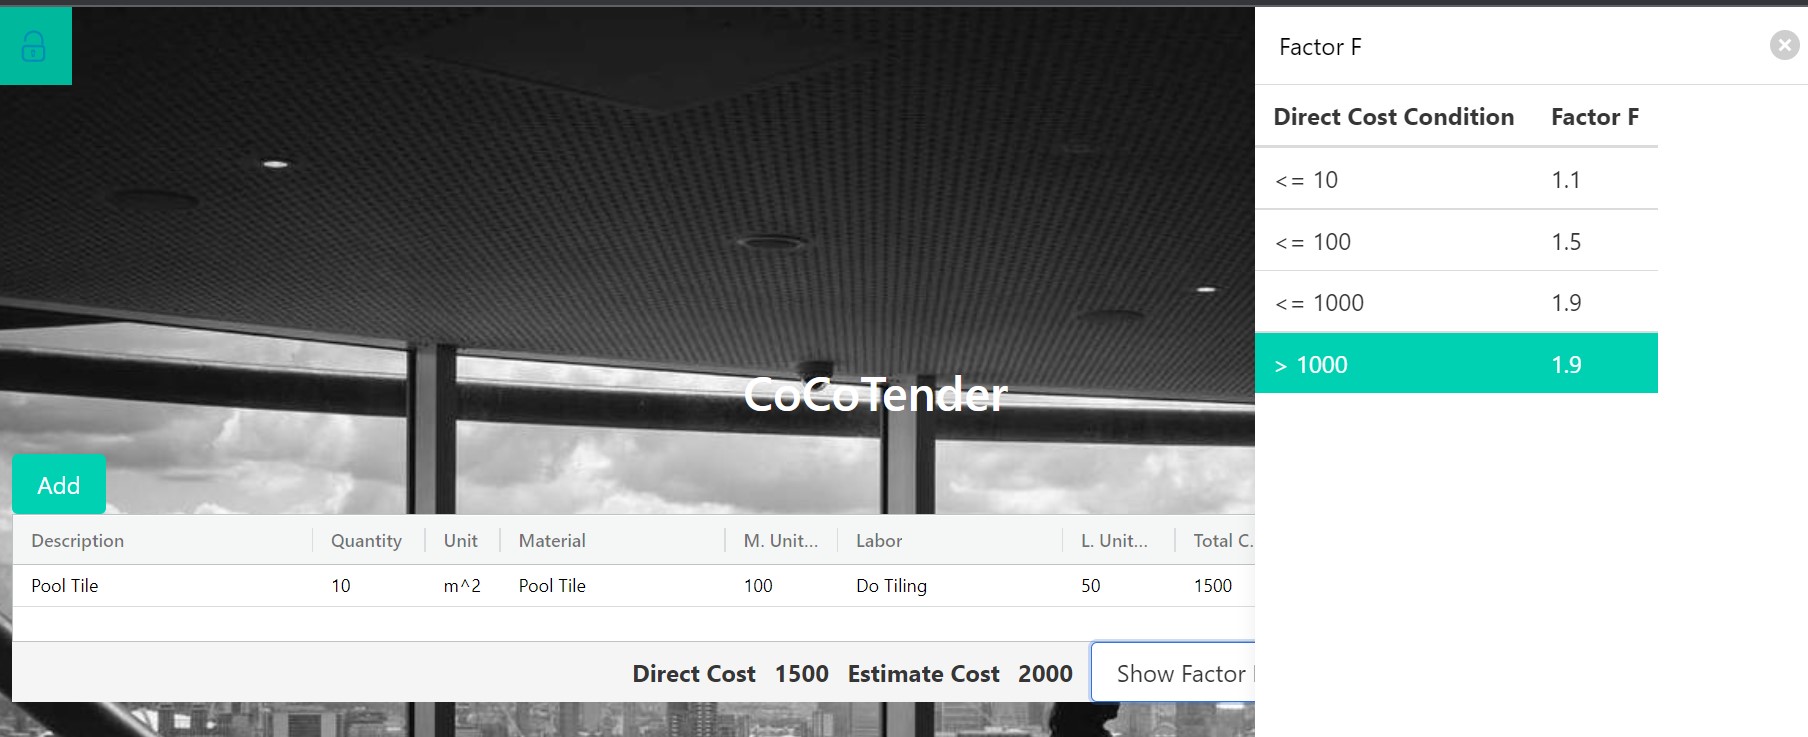 Factor F
Direct Cost Condition Factor F
<= 10 1.1
<= 100 1.5
<= 1000 1.9
> 1000 1.9
CoCoTender
Add
Description Quantity Unit Material M. Unit... Labor L. Unit... Total C.
Pool Tile 10 m^2 Pool Tile 100 Do Tiling 50 1500
Direct Cost 1500 Estimate Cost 2000 Show Factor